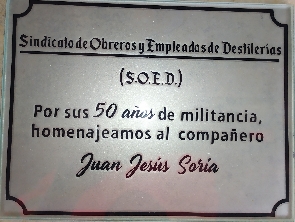 Sindicato de Obreros y Empleados de Destilerías
(S.O.E.D.)
Por sus 50 años de militancia,
homenajeamos al compañero
Juan Jesús Soria